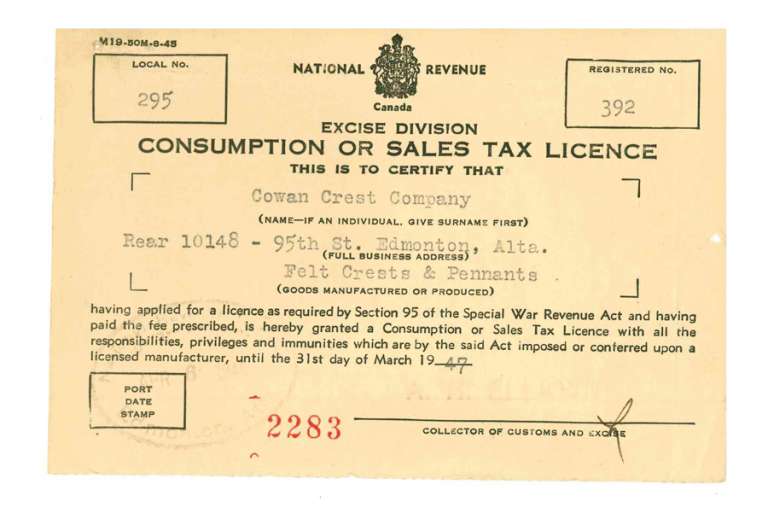 M19-50M-8-45
LOCAL NO.
295
NATIONAL REVENUE
Canada
REGISTERED NO.
392
EXCISE DIVISION
CONSUMPTION OR SALES TAX LICENCE
THIS IS TO CERTIFY THAT
Cowan Crest Company
(NAME—IF AN INDIVIDUAL, GIVE SURNAME FIRST)
Rear 10148 - 95th St. Edmonton, Alta.
(FULL BUSINESS ADDRESS)
Felt Crests & Pennants .
(GOODS MANUFACTURED OR PRODUCED)
having applied for a licence as required by Section 95 of the Special War Revenue Act and having
paid the fee prescribed, is hereby granted a Consumption or Sales Tax Licence with all the
responsibilities, privileges and immunities which are by the said Act imposed or conferred upon a
licensed manufacturer, until the 31st day of March 19 47
PORT
DATE
STAMP
2283
COLLECTOR OF CUSTOMS AND EXCISE